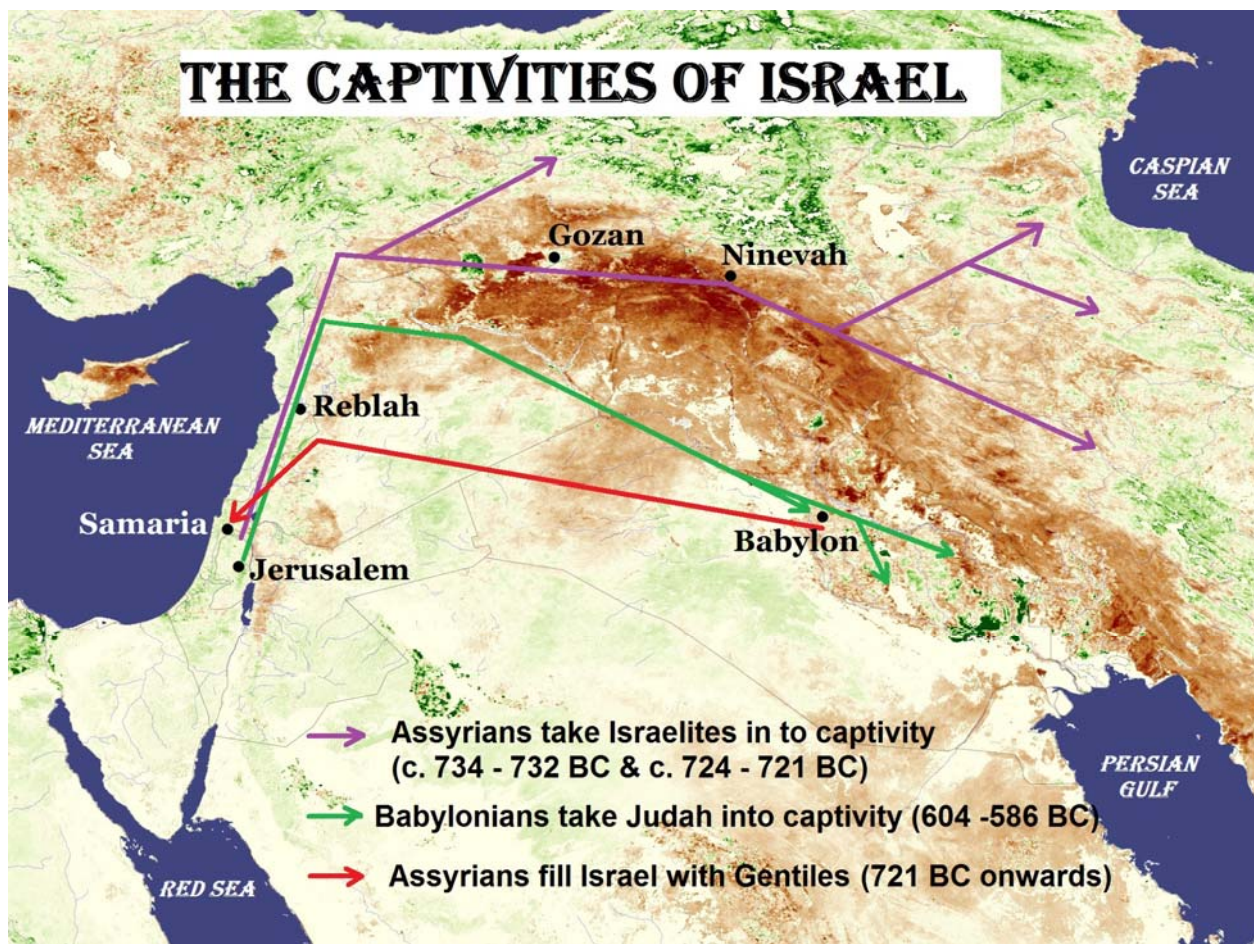 THE CAPTIVITIES OF ISRAEL
CASPIAN
SEA
Gozan
Ninevah
Reblah
MEDITERRANEAN
SEA
Samaria
Babylon
Jerusalem
Assyrians take Israelites in to captivity
(c. 734 - 732 BC & c. 724 - 721 BC)
PERSIAN
GULF
Babylonians take Judah into captivity (604 -586 BC)
RED SEA
Assyrians fill Israel with Gentiles (721 BC onwards)